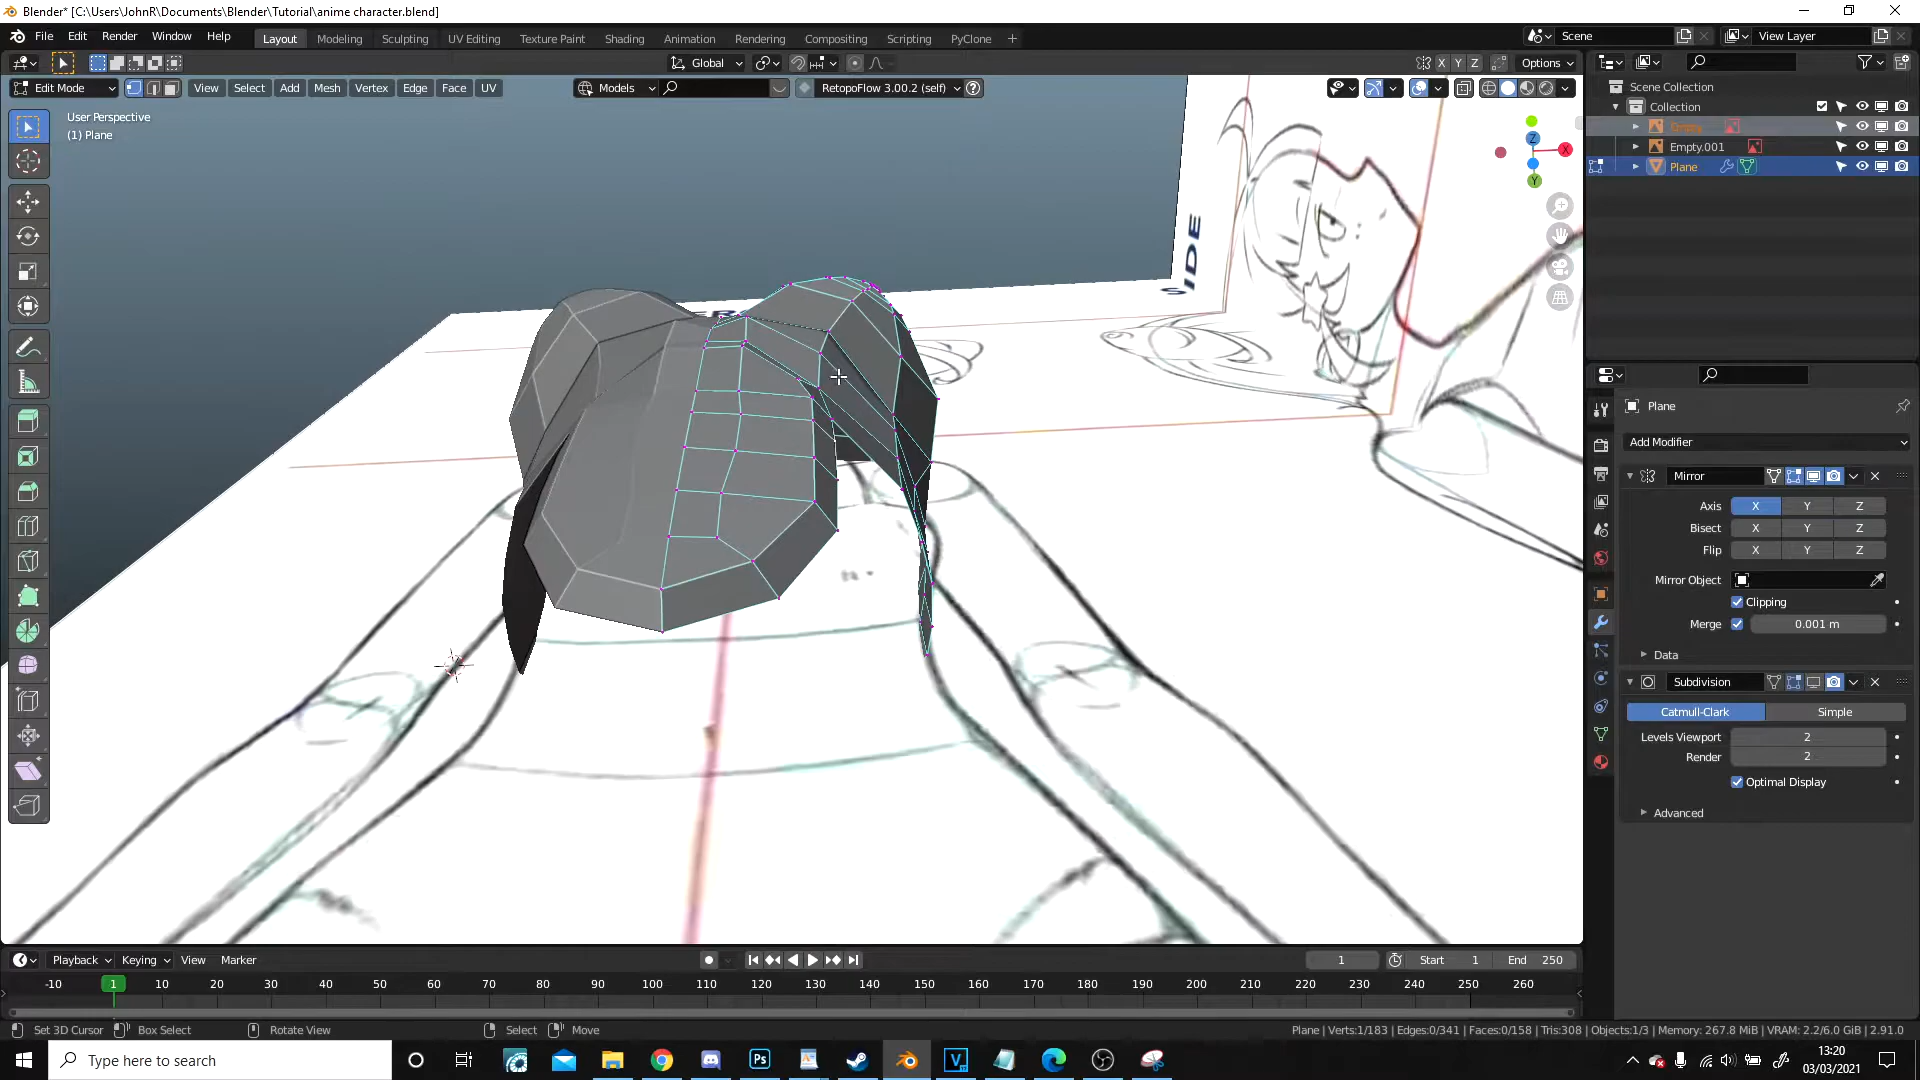 Blender* [C:\Users\JohnR\Documents\Blender\Tutorial\anime character.blend]
File Edit Render Window Help Layout Modeling Sculpting UV Editing Texture Paint Shading Animation Rendering Compositing Scripting PyClone + Scene View Layer
Global X Y Z Options
Edit Mode View Select Add Mesh Vertex Edge Face UV Models RetopoFlow 3.00.2 (self)
User Perspective
(1) Plane
Z
X
Y
SIDE
Scene Collection
Collection
Empty
Empty.001
Plane
Plane
Add Modifier
Mirror
Axis X Y Z
Bisect X Y Z
Flip X Y Z
Mirror Object
Clipping
Merge 0.001 m
Data
Subdivision
Catmull-Clark Simple
Levels Viewport 2
Render 2
Optimal Display
Advanced
Playback Keying View Marker 1 Start 1 End 250
-10 1 10 20 30 40 50 60 70 80 90 100 110 120 130 140 150 160 170 180 190 200 210 220 230 240 250 260
Set 3D Cursor Box Select Rotate View Select Move Plane | Verts:1/183 | Edges:0/341 | Faces:0/158 | Tris:308 | Objects:1/3 | Memory: 267.8 MiB | VRAM: 2.2/6.0 GiB | 2.91.0
Type here to search
13:20
03/03/2021